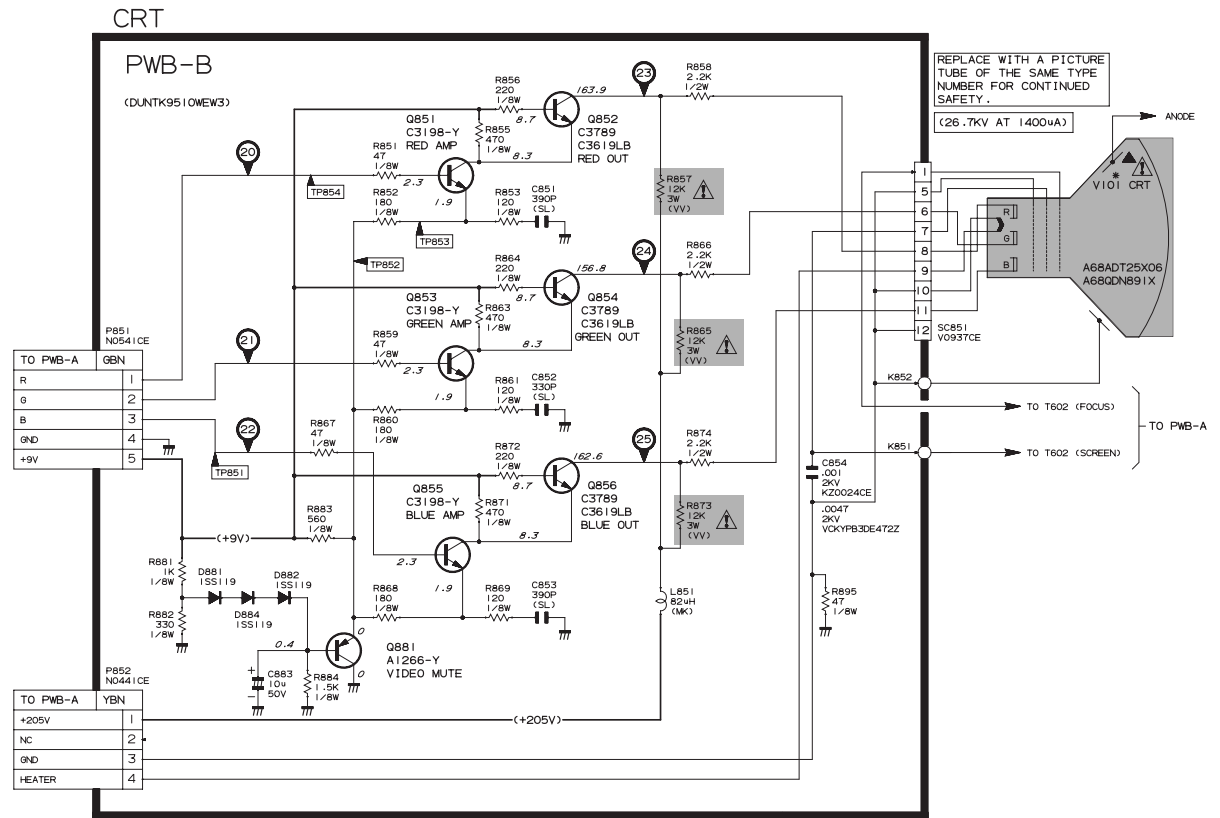 CRT
PWB-B
(DUNTK9510WEW3)
REPLACE WITH A PICTURE
TUBE OF THE SAME TYPE
NUMBER FOR CONTINUED
SAFETY.
(26.7KV AT 1400uA)
ANODE
V101 CRT
*
A68ADT25X06
A68QDN891X
R
G
B
20
Q851
C3198-Y
RED AMP
R851
47
1/8W
2.3
1.9
TP854
R852
180
1/8W
TP853
R853
120
1/8W
C851
390P
(SL)
R856
220
1/8W
8.7
R855
470
1/8W
8.3
163.9
Q852
C3789
C3619LB
RED OUT
23
R858
2.2K
1/2W
R857
12K
3W
(VV)
TP852
Q853
C3198-Y
GREEN AMP
R864
220
1/8W
8.7
R863
470
1/8W
8.3
156.8
Q854
C3789
C3619LB
GREEN OUT
24
R866
2.2K
1/2W
R865
12K
3W
(VV)
21
R859
47
1/8W
2.3
1.9
R860
180
1/8W
R861
120
1/8W
C852
330P
(SL)
22
R867
47
1/8W
TP851
Q855
C3198-Y
BLUE AMP
R872
220
1/8W
8.7
R871
470
1/8W
8.3
162.6
Q856
C3789
C3619LB
BLUE OUT
25
R874
2.2K
1/2W
R873
12K
3W
(VV)
2.3
1.9
R868
180
1/8W
R869
120
1/8W
C853
390P
(SL)
L851
82uH
(MK)
R883
560
1/8W
(+9V)
R881
1K
1/8W
D881
1SS119
D882
1SS119
D884
1SS119
R882
330
1/8W
0.4
0
0
Q881
A1266-Y
VIDEO MUTE
+
-
C883
10u
50V
R884
1.5K
1/8W
(+205V)
P851
N0541CE
TO PWB-A GBN
R 1
G 2
B 3
GND 4
+9V 5
P852
N0441CE
TO PWB-A YBN
+205V 1
NC 2
GND 3
HEATER 4
1
5
6
7
8
9
10
11
12
SC851
V0937CE
K852
TO T602 (FOCUS)
TO PWB-A
K851
TO T602 (SCREEN)
C854
.001
2KV
KZ0024CE
.0047
2KV
VCKYPB3DE472Z
R895
47
1/8W